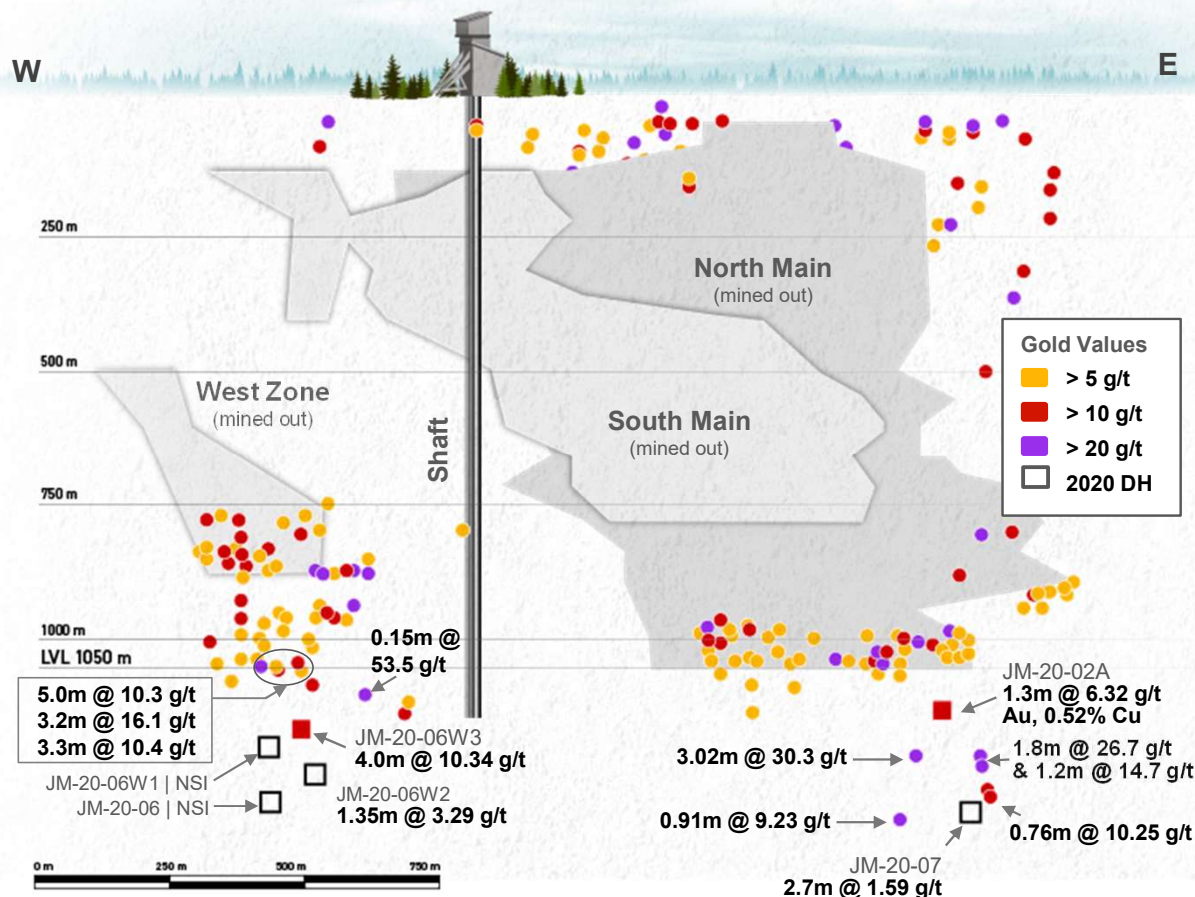 W
E
250 m
North Main
(mined out)
Gold Values
> 5 g/t
> 10 g/t
> 20 g/t
2020 DH
500 m
West Zone
(mined out)
South Main
(mined out)
Shaft
750 m
1000 m
LVL 1050 m
0.15m @
53.5 g/t
5.0m @ 10.3 g/t
3.2m @ 16.1 g/t
3.3m @ 10.4 g/t
JM-20-06W3
4.0m @ 10.34 g/t
JM-20-06W1 | NSI
JM-20-06 | NSI
JM-20-06W2
1.35m @ 3.29 g/t
JM-20-02A
1.3m @ 6.32 g/t
Au, 0.52% Cu
3.02m @ 30.3 g/t
1.8m @ 26.7 g/t
& 1.2m @ 14.7 g/t
0.91m @ 9.23 g/t
0.76m @ 10.25 g/t
JM-20-07
2.7m @ 1.59 g/t
0 m
250 m
500 m
750 m